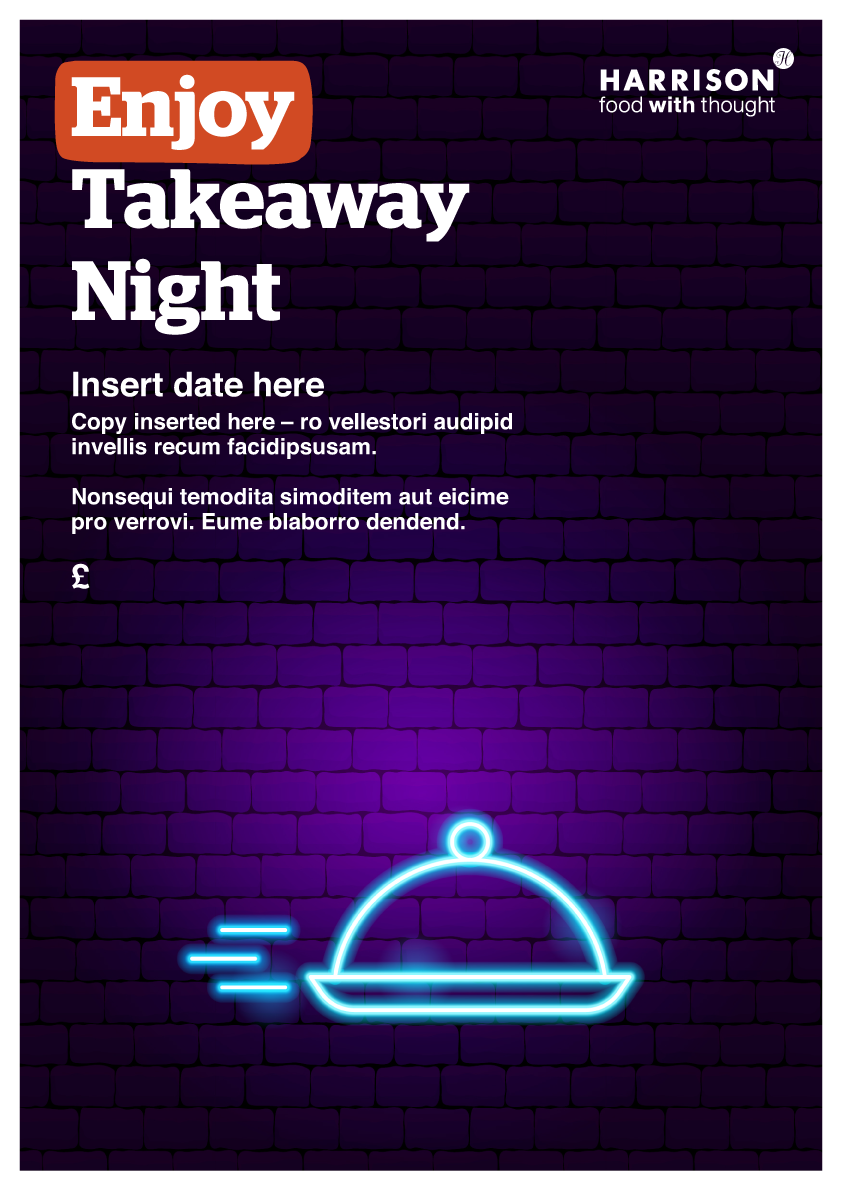 Enjoy
Takeaway
Night
H
HARRISON
food with thought
Insert date here
Copy inserted here – ro vellestori audipid
invellis recum facidipsusam.
Nonsequi temodita simoditem aut eicime
pro verrovi. Eume blaborro dendend.
£